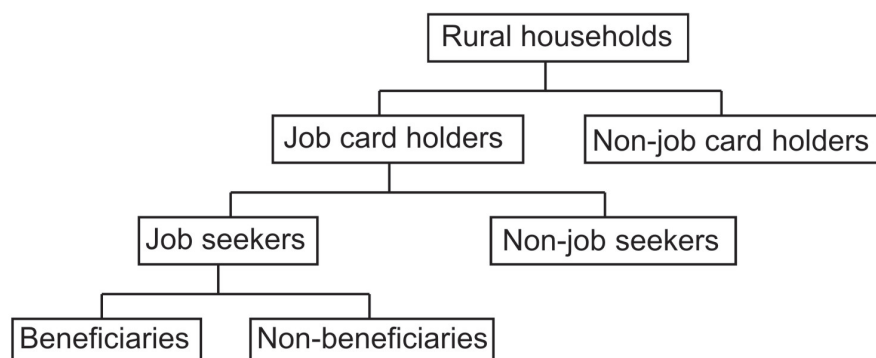 Rural households
Job card holders
Non-job card holders
Job seekers
Non-job seekers
Beneficiaries
Non-beneficiaries